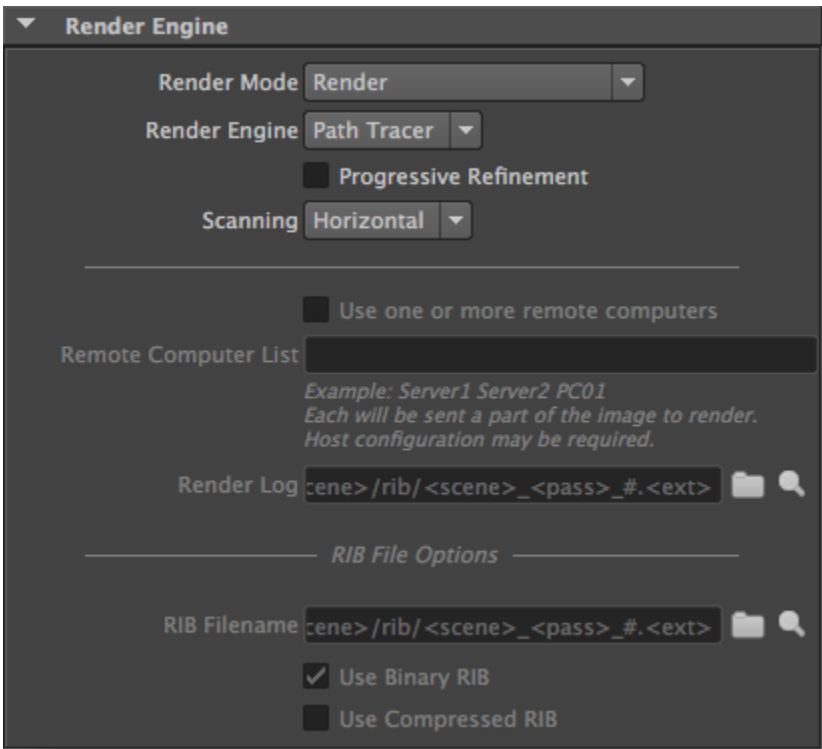 Render Engine
Render Mode Render
Render Engine Path Tracer
Progressive Refinement
Scanning Horizontal
Use one or more remote computers
Remote Computer List
Example: Server1 Server2 PC01
Each will be sent a part of the image to render.
Host configuration may be required.
Render Log cene>/rib/<scene>_<pass>_#.<ext>
RIB File Options
RIB Filename cene>/rib/<scene>_<pass>_#.<ext>
Use Binary RIB
Use Compressed RIB